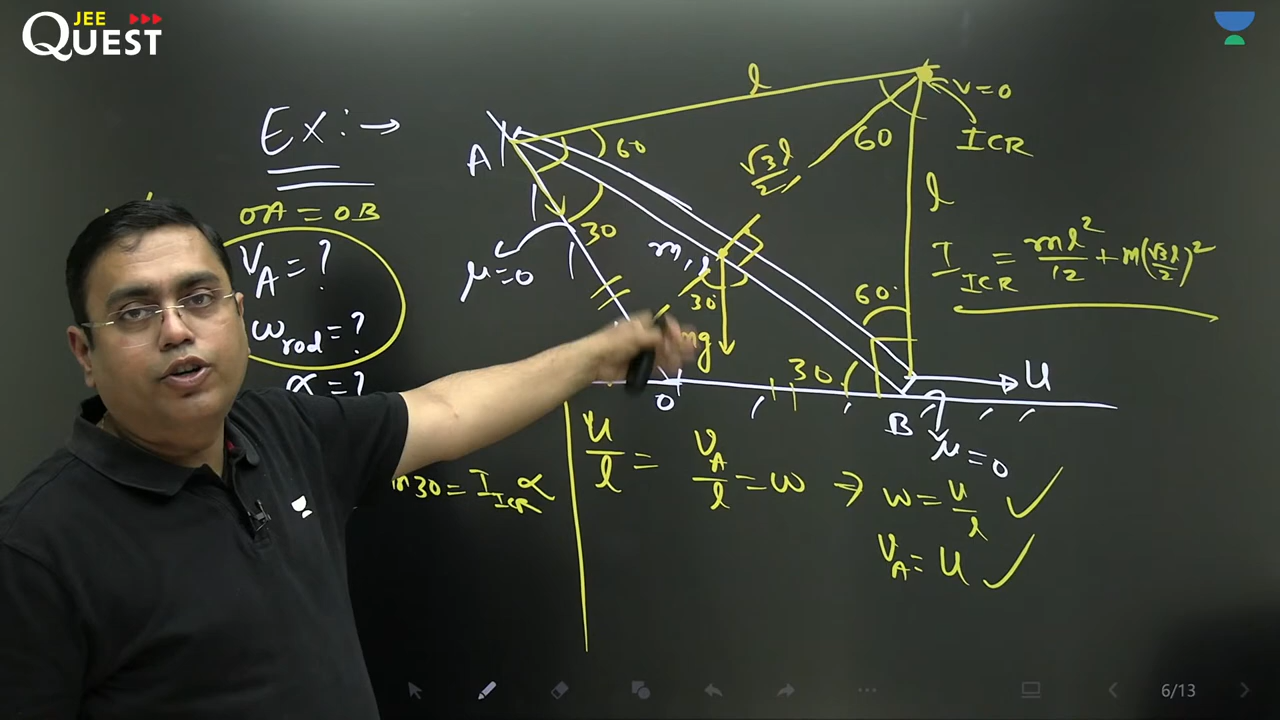 JEE
QUEST
Ex:→
OA = OB
V_A = ?
ω_rod = ?
α = ?
A
l
60
30
μ=0
m, l
√3l/2
60
V=0
ICR
l
I_ICR = ml²/12 + m(√3l/2)²
30
mg
60
30
U
O
B
μ=0
30 = I_ICR α
u/l = V_A/l = ω ⇒ ω = u/l ✓
V_A = U ✓
6/13